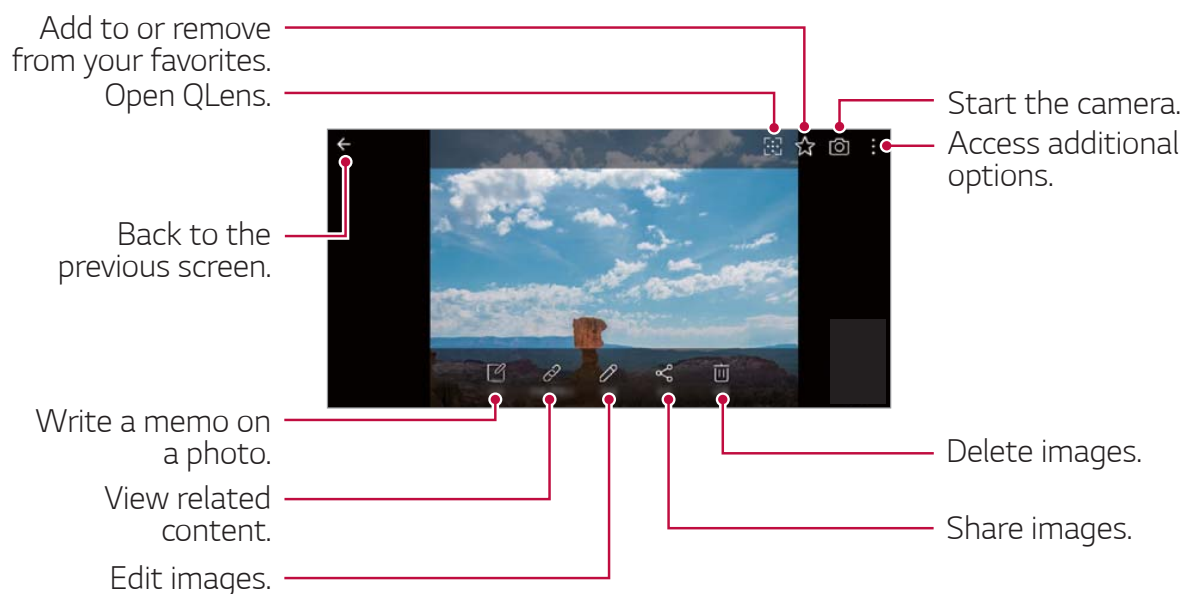 Add to or remove
from your favorites.
Open QLens.
Start the camera.
Access additional
options.
Back to the
previous screen.
Write a memo on
a photo.
View related
content.
Edit images.
Delete images.
Share images.